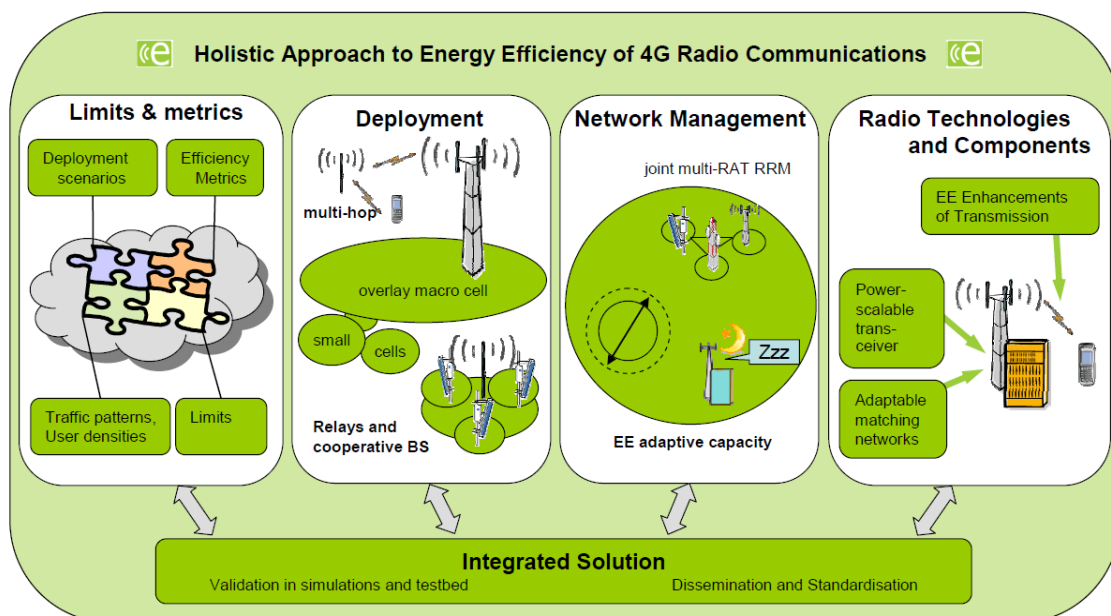 Holistic Approach to Energy Efficiency of 4G Radio Communications
Limits & metrics
Deployment
scenarios
Efficiency
Metrics
Traffic patterns,
User densities
Limits
Deployment
multi-hop
overlay macro cell
small
cells
Relays and
cooperative BS
Network Management
joint multi-RAT RRM
Zzz
EE adaptive capacity
Radio Technologies
and Components
EE Enhancements
of Transmission
Power-
scalable
trans-
ceiver
Adaptable
matching
networks
Integrated Solution
Validation in simulations and testbed
Dissemination and Standardisation